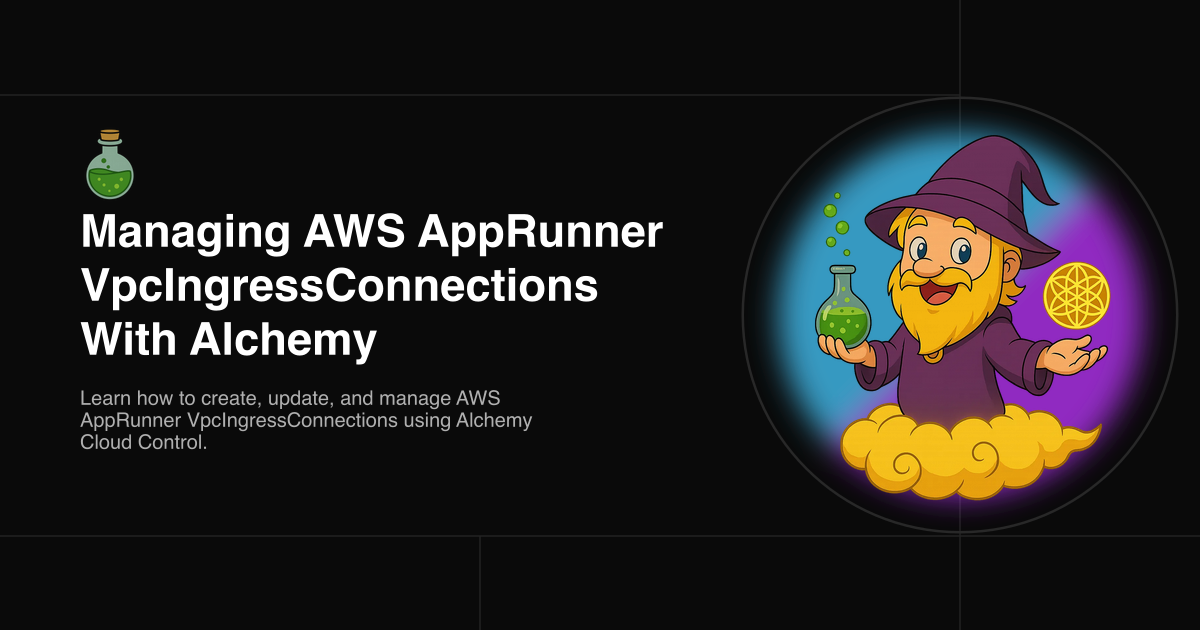 Managing AWS AppRunner
VpcIngressConnections
With Alchemy
Learn how to create, update, and manage AWS
AppRunner VpcIngressConnections using Alchemy
Cloud Control.